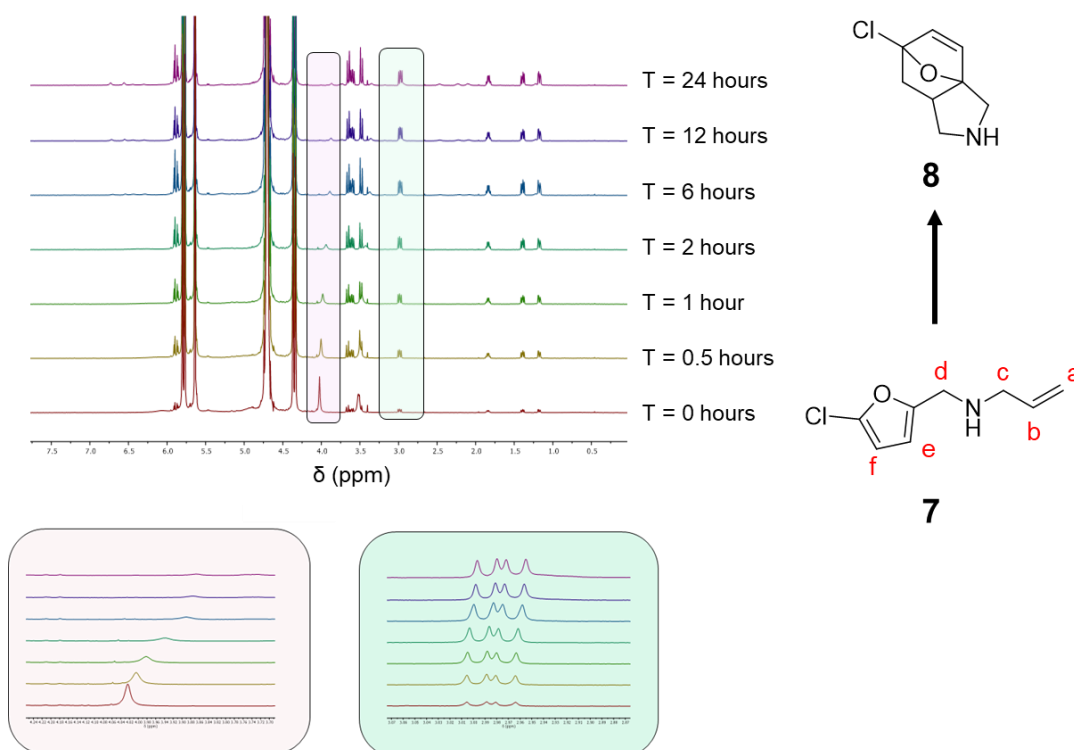 T = 24 hours
T = 12 hours
T = 6 hours
T = 2 hours
T = 1 hour
T = 0.5 hours
T = 0 hours
7.5 7.0 6.5 6.0 5.5 5.0 4.5 4.0 3.5 3.0 2.5 2.0 1.5 1.0 0.5
δ (ppm)
Cl
O
NH
8
d c a
O
Cl N
H b
f e
7